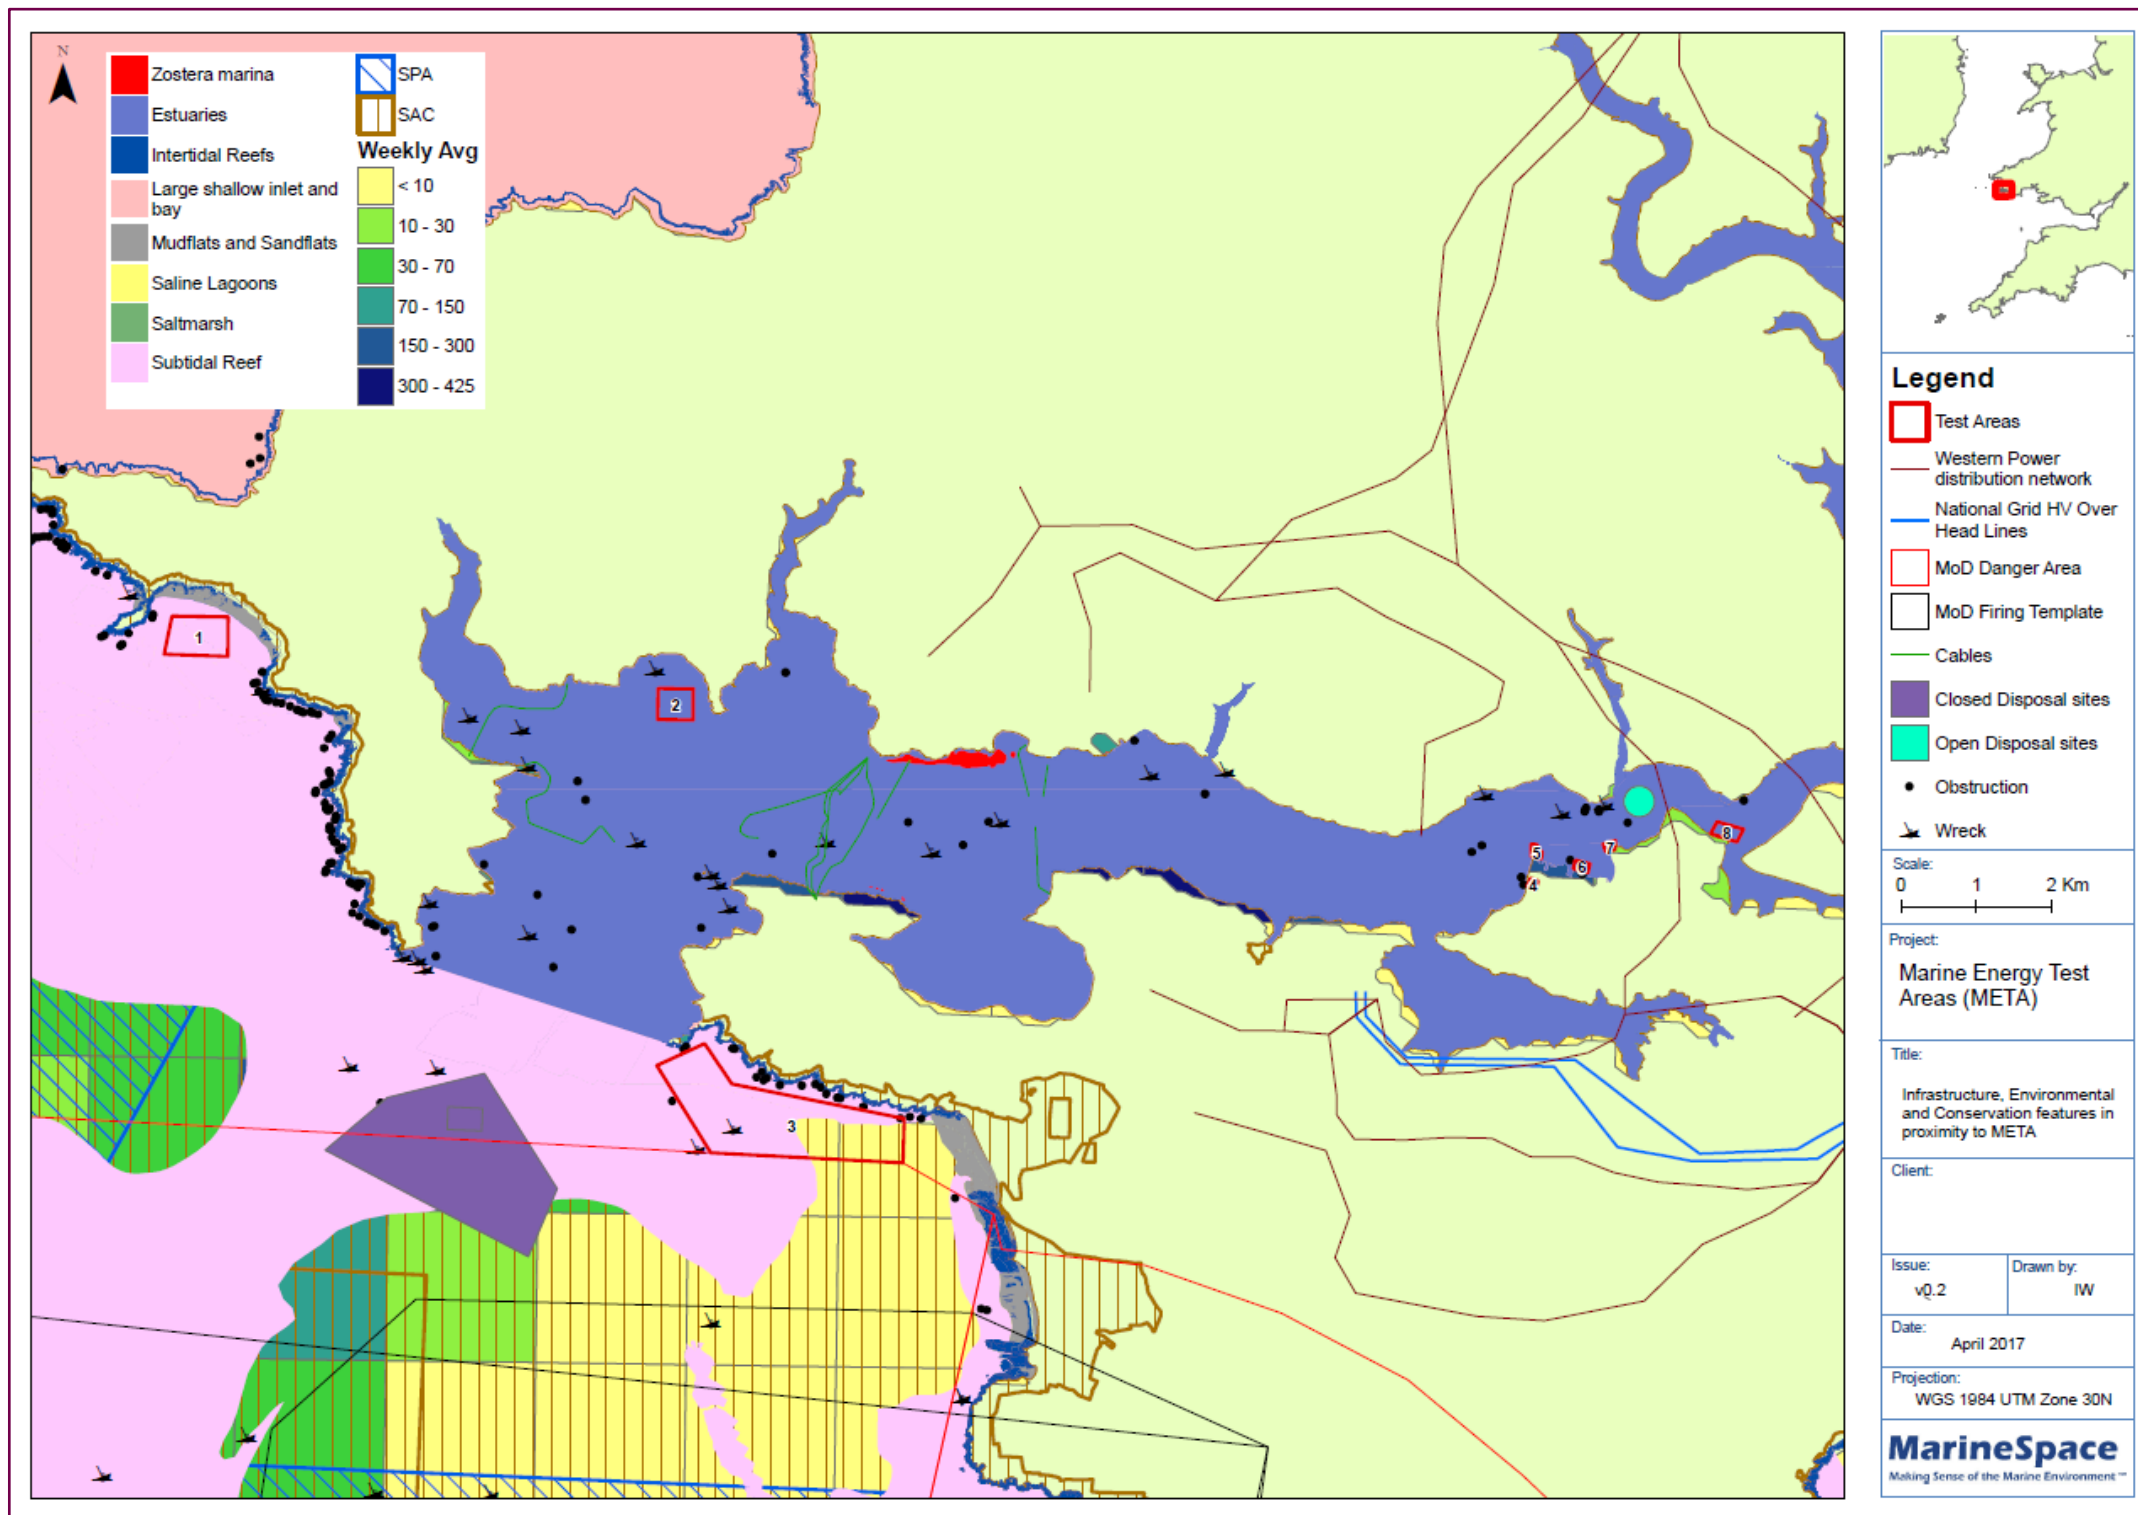 N
Zostera marina
Estuaries
Intertidal Reefs
Large shallow inlet and
bay
Mudflats and Sandflats
Saline Lagoons
Saltmarsh
Subtidal Reef
SPA
SAC
Weekly Avg
< 10
10 - 30
30 - 70
70 - 150
150 - 300
300 - 425
1
2
3
4
5
6
7
8
Legend
Test Areas
Western Power
distribution network
National Grid HV Over
Head Lines
MoD Danger Area
MoD Firing Template
Cables
Closed Disposal sites
Open Disposal sites
Obstruction
Wreck
Scale:
0 1 2 Km
Project:
Marine Energy Test
Areas (META)
Title:
Infrastructure, Environmental
and Conservation features in
proximity to META
Client:
Issue:
v0.2
Drawn by:
IW
Date:
April 2017
Projection:
WGS 1984 UTM Zone 30N
MarineSpace
Making Sense of the Marine Environment ™